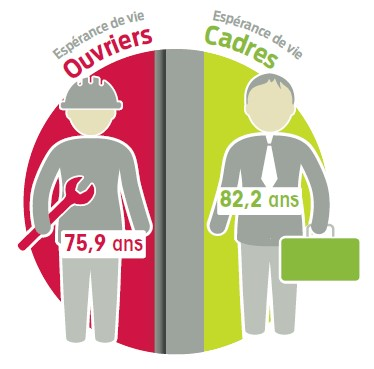 Espérance de vie
Ouvriers
Espérance de vie
Cadres
75,9 ans
82,2 ans